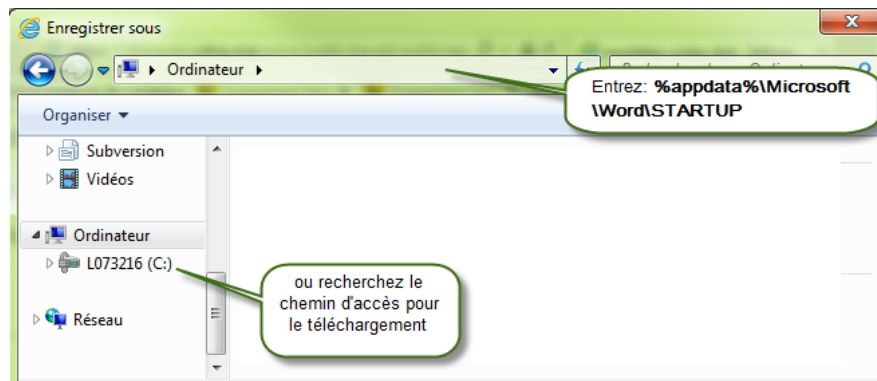 Enregistrer sous
Ordinateur
Entrez: %appdata%\Microsoft
\Word\STARTUP
Organiser
Subversion
Vidéos
Ordinateur
L073216 (C:)
Réseau
ou recherchez le
chemin d'accès pour
le téléchargement